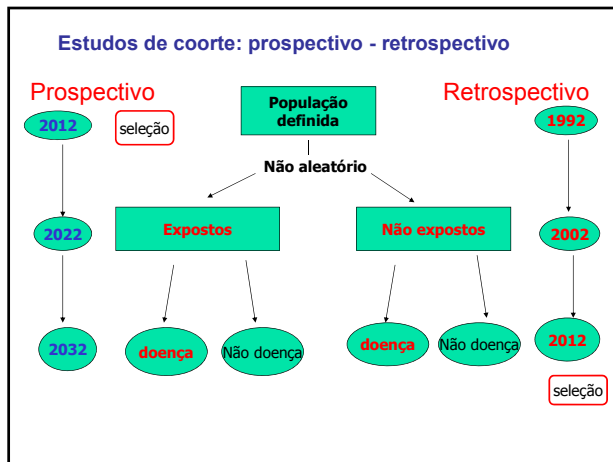 Estudos de coorte: prospectivo - retrospectivo
Prospectivo
Retrospectivo
População
definida
2012
seleção
1992
Não aleatório
2022
Expostos
Não expostos
2002
2032
doença
Não doença
doença
Não doença
2012
seleção